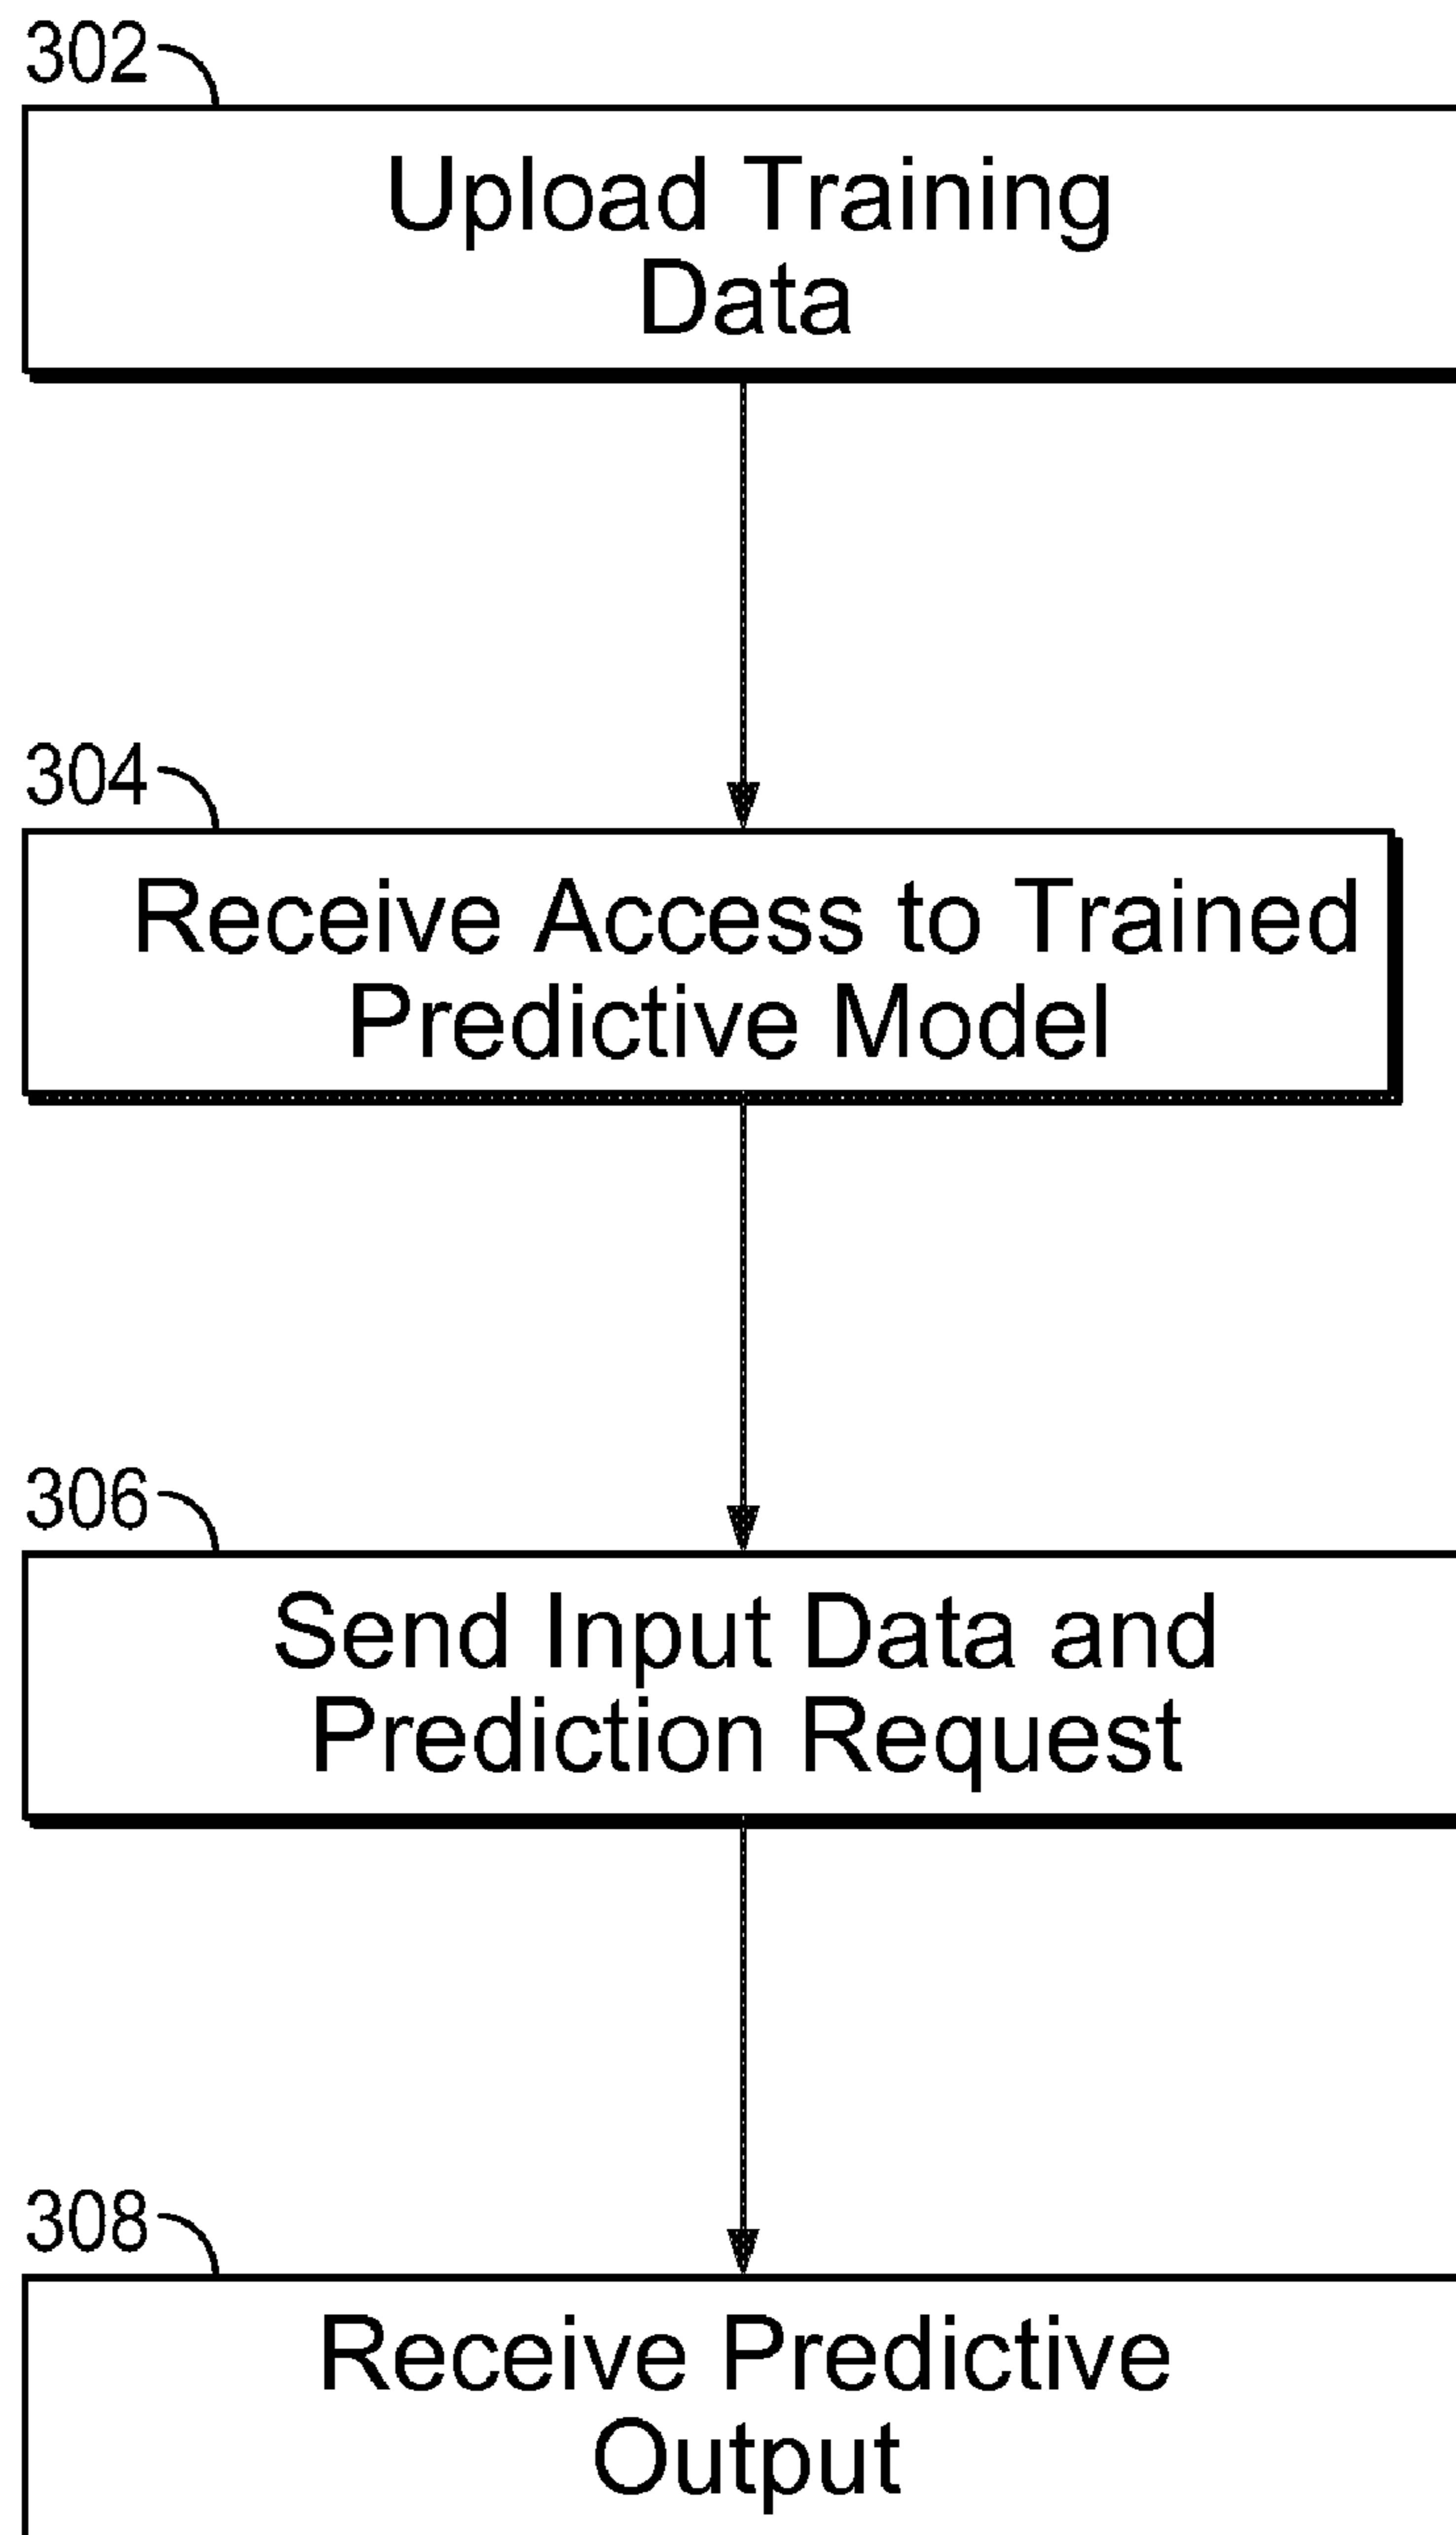 302
Upload Training
Data
304
Receive Access to Trained
Predictive Model
306
Send Input Data and
Prediction Request
308
Receive Predictive
Output